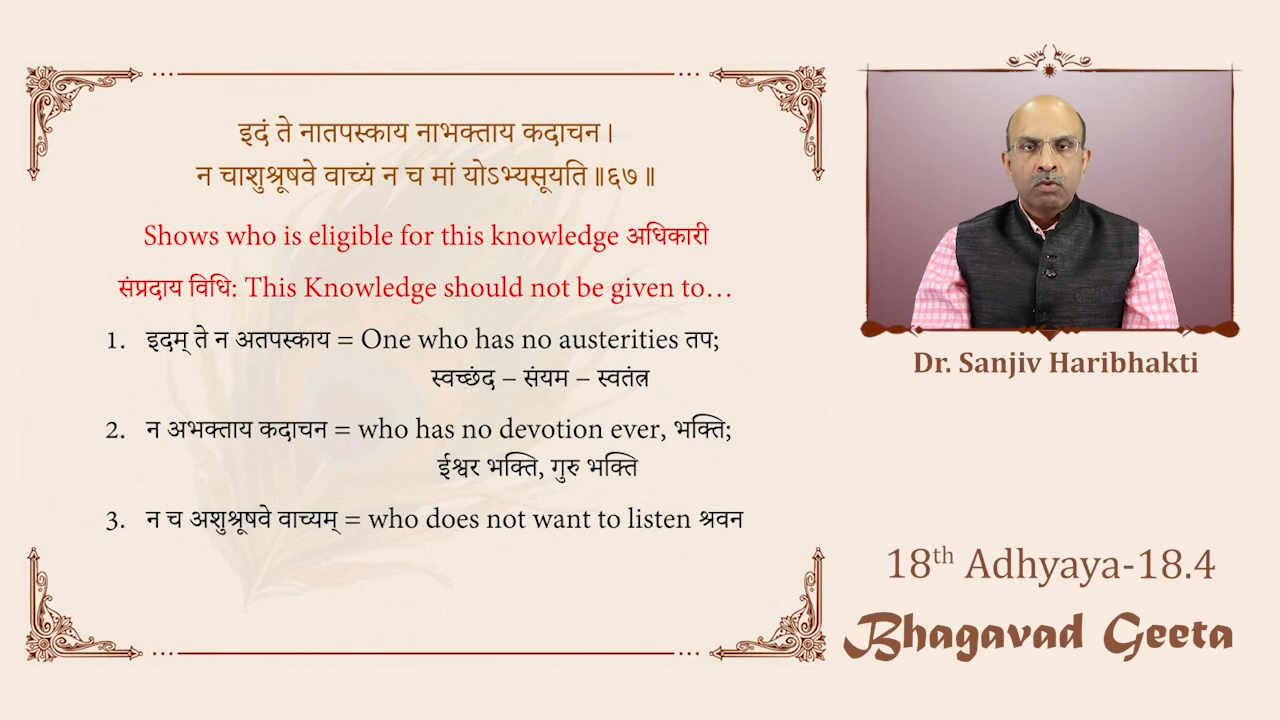 इदं ते नातपस्काय नाभक्ताय कदाचन।
न चाशुश्रूषवे वाच्यं न च मां योऽभ्यसूयति॥६७॥
Shows who is eligible for this knowledge अधिकारी
संप्रदाय विधि: This Knowledge should not be given to…
1. इदम् ते न अतपस्काय = One who has no austerities तप;
स्वच्छंद – संयम – स्वतंत्र
2. न अभक्ताय कदाचन = who has no devotion ever, भक्ति;
ईश्वर भक्ति, गुरु भक्ति
3. न च अशुश्रूषवे वाच्यम् = who does not want to listen श्रवन
Dr. Sanjiv Haribhakti
18th Adhyaya-18.4
Bhagavad Geeta